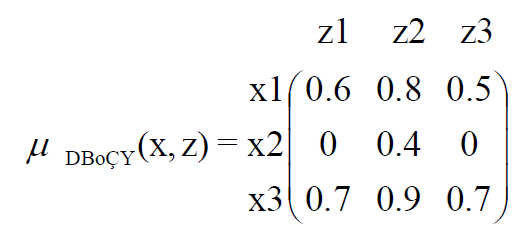 z1 z2 z3
x1 0.6 0.8 0.5
μ DBoÇY(x, z) = x2 0 0.4 0
x3 0.7 0.9 0.7